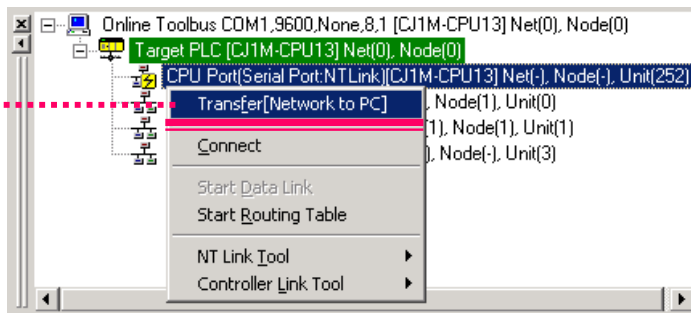 Online Toolbus COM1,9600,None,8,1 [CJ1M-CPU13] Net(0), Node(0)
Target PLC [CJ1M-CPU13] Net(0), Node(0)
CPU Port(Serial Port:NTLink)[CJ1M-CPU13] Net(-), Node(-), Unit(252)
Transfer[Network to PC]
, Node(1), Unit(0)
(1), Node(1), Unit(1)
), Node(-), Unit(3)
Connect
Start Data Link
Start Routing Table
NT Link Tool
Controller Link Tool